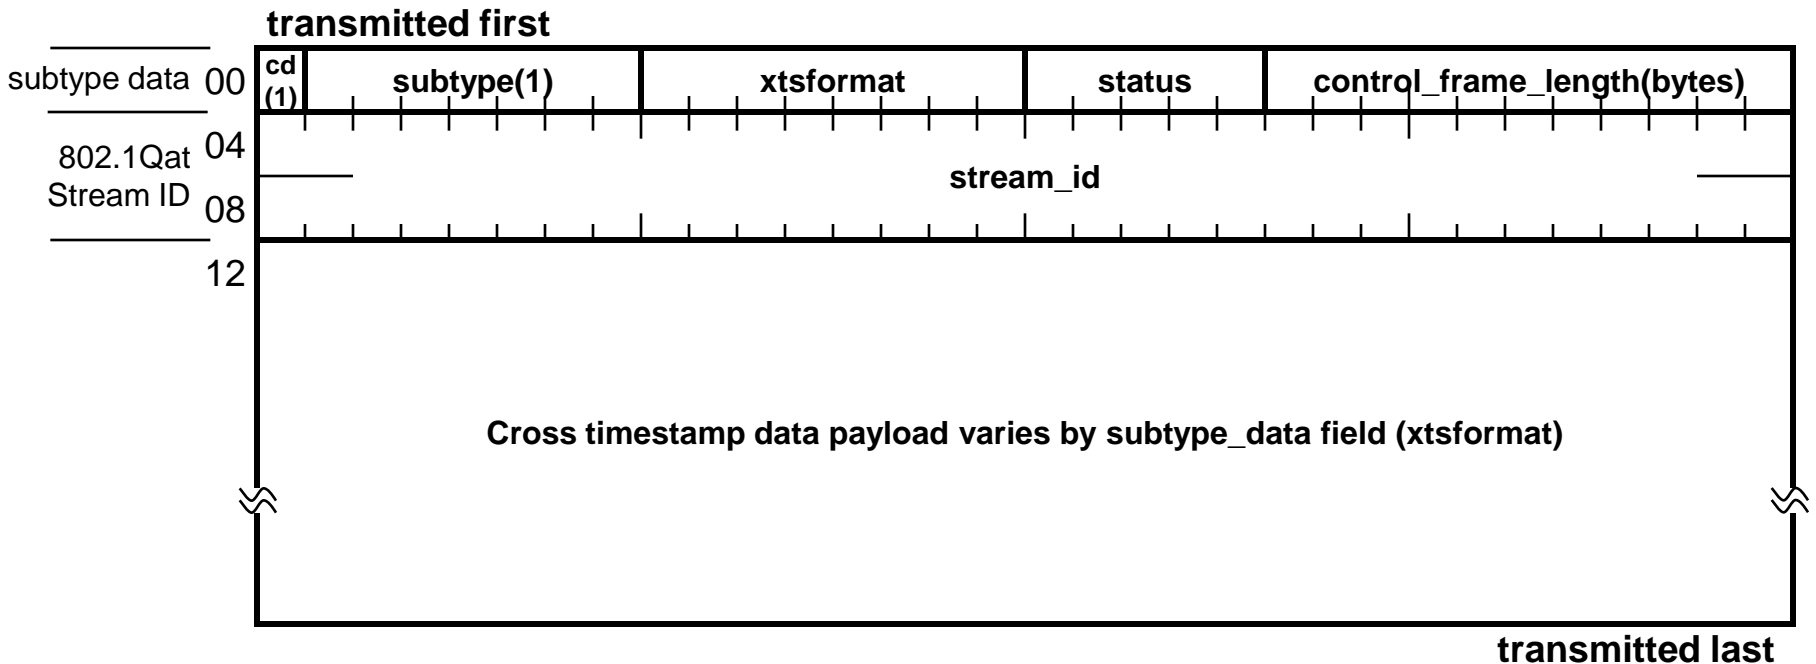 transmitted first
subtype data 00 cd (1) subtype(1) xtsformat status control_frame_length(bytes)
04
802.1Qat
Stream ID
stream_id
08
12
Cross timestamp data payload varies by subtype_data field (xtsformat)
transmitted last